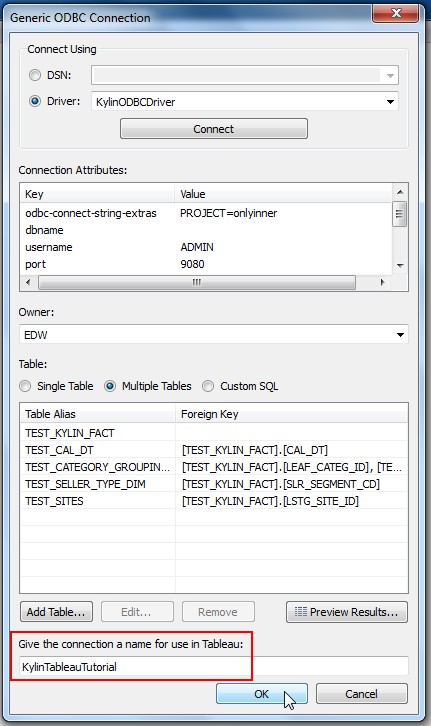 Generic ODBC Connection
Connect Using
DSN:
Driver: KylinODBCDriver
Connect
Connection Attributes:
Key Value
odbc-connect-string-extras PROJECT=onlyinner
dbname
username ADMIN
port 9080
Owner:
EDW
Table:
Single Table Multiple Tables Custom SQL
Table Alias Foreign Key
TEST_KYLIN_FACT
TEST_CAL_DT [TEST_KYLIN_FACT].[CAL_DT]
TEST_CATEGORY_GROUPIN... [TEST_KYLIN_FACT].[LEAF_CATEG_ID], [TE...
TEST_SELLER_TYPE_DIM [TEST_KYLIN_FACT].[SLR_SEGMENT_CD]
TEST_SITES [TEST_KYLIN_FACT].[LSTG_SITE_ID]
Add Table... Edit... Remove Preview Results...
Give the connection a name for use in Tableau:
KylinTableauTutorial
OK Cancel